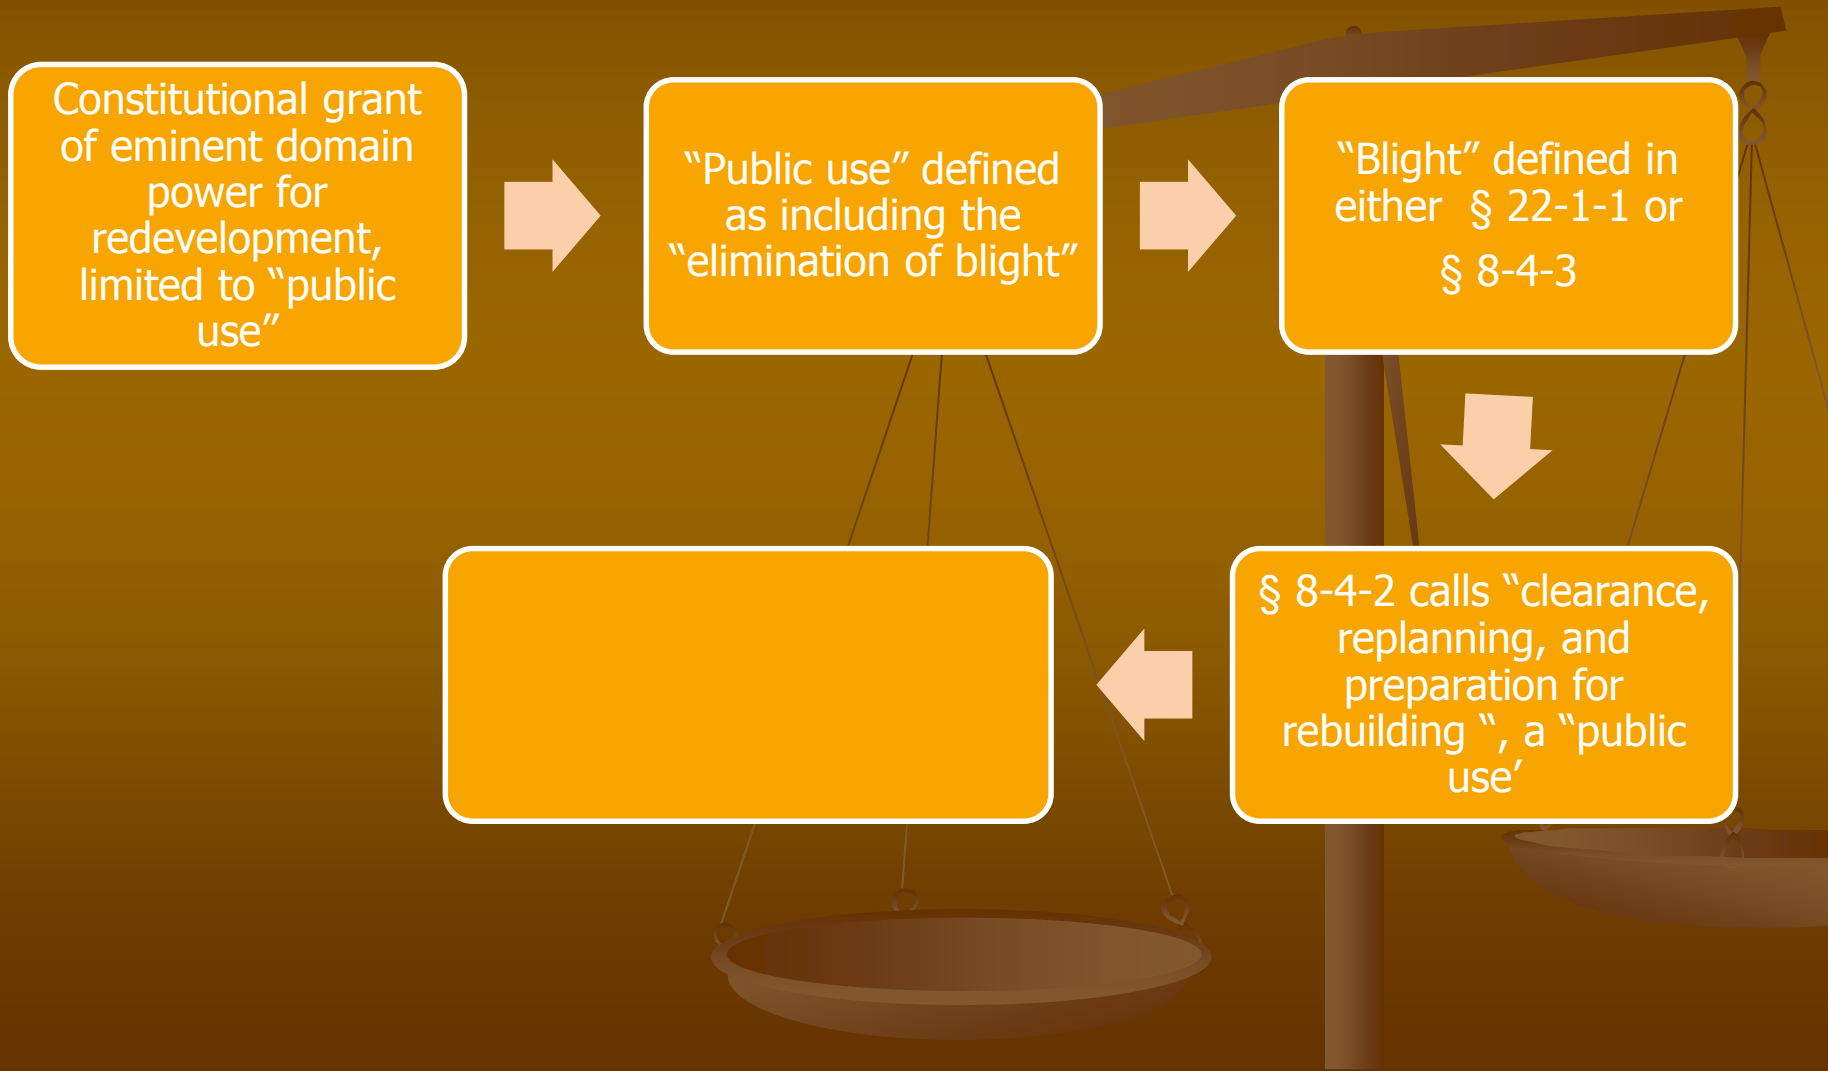 Constitutional grant
of eminent domain
power for
redevelopment,
limited to “public
use”
“Public use” defined
as including the
“elimination of blight”
“Blight” defined in
either  § 22-1-1 or
§ 8-4-3
§ 8-4-2 calls “clearance,
replanning, and
preparation for
rebuilding “, a “public
use’